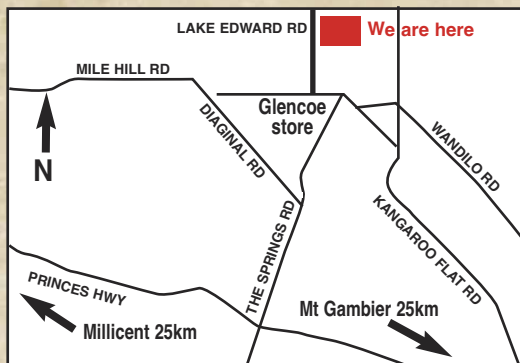 LAKE EDWARD RD
We are here
MILE HILL RD
Glencoe
store
DIAGINAL RD
WANDILO RD
N
KANGAROO FLAT RD
THE SPRINGS RD
PRINCES HWY
Mt Gambier 25km
Millicent 25km